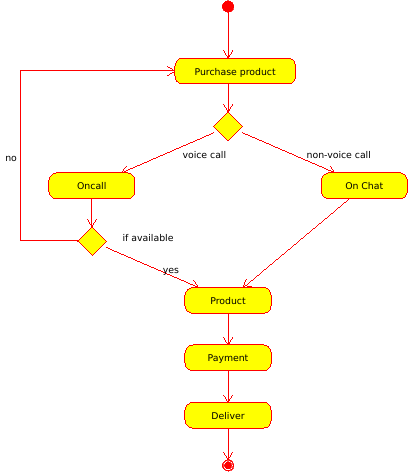 Purchase product
voice call
non-voice call
no
Oncall
On Chat
if available
yes
Product
Payment
Deliver